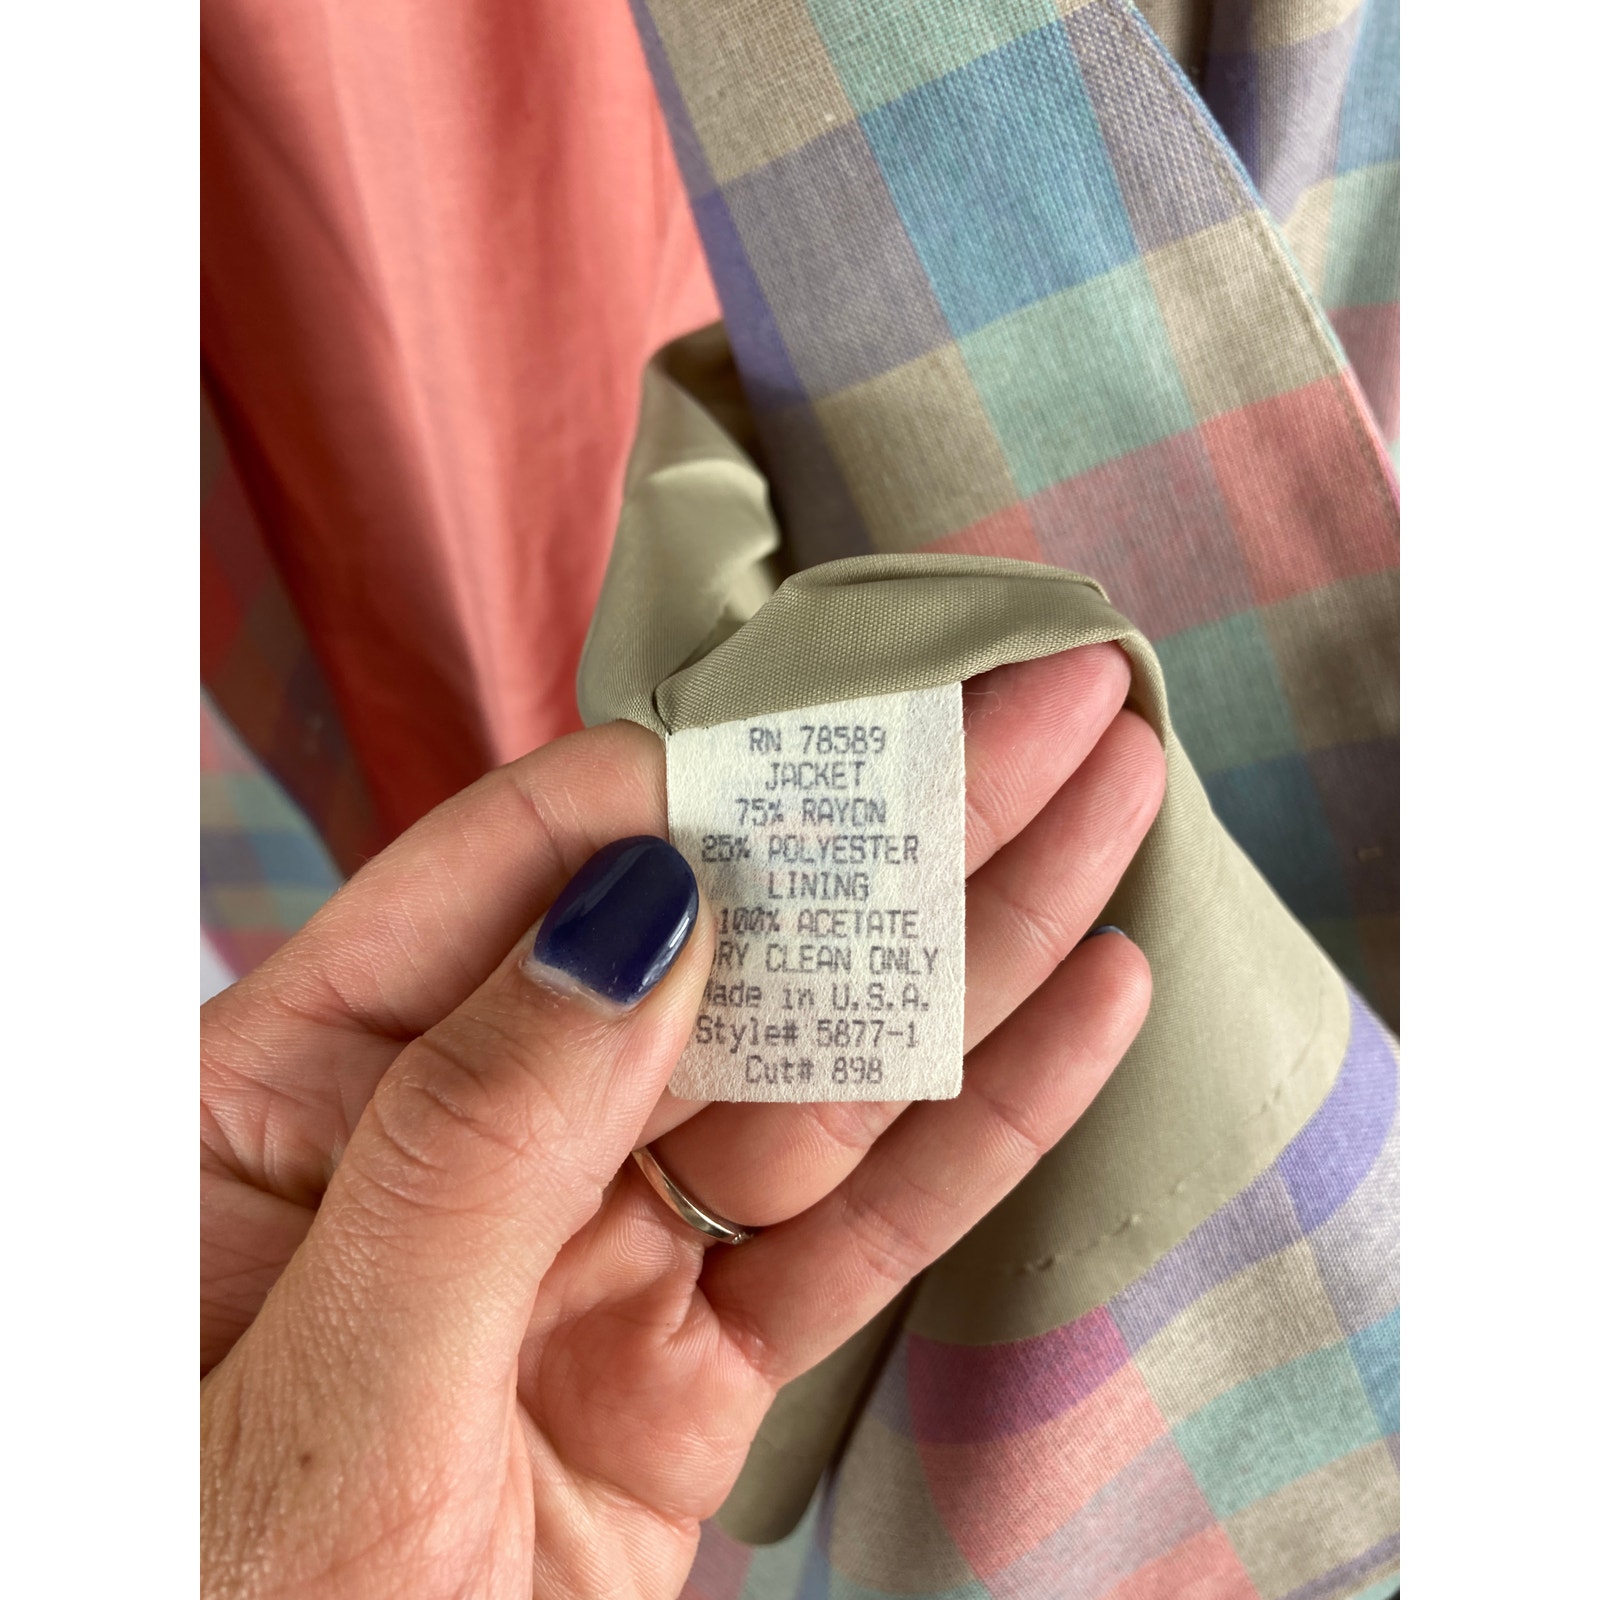 RN 78589
JACKET
75% RAYON
25% POLYESTER
LINING
100% ACETATE
DRY CLEAN ONLY
Made in U.S.A.
Style# 5877-1
Cut# 898